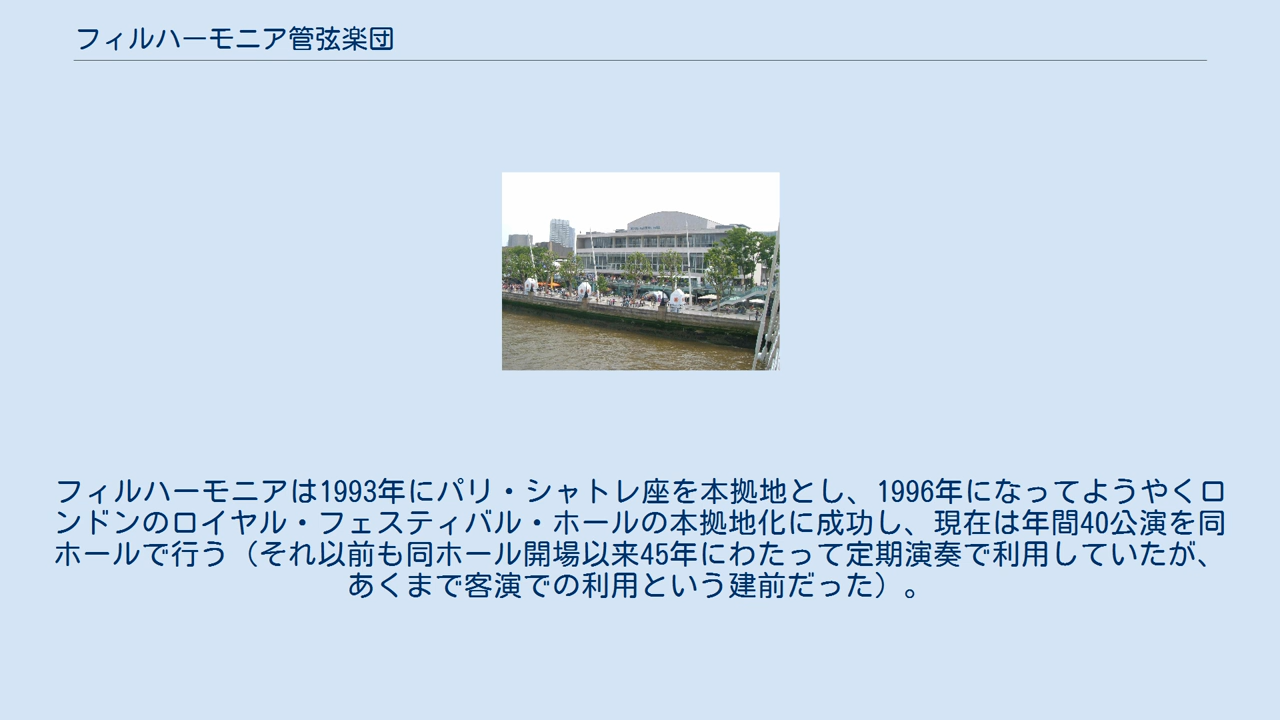 フィルハーモニア管弦楽団
フィルハーモニアは1993年にパリ・シャトレ座を本拠地とし、1996年になってようやくロ
ンドンのロイヤル・フェスティバル・ホールの本拠地化に成功し、現在は年間40公演を同
ホールで行う（それ以前も同ホール開場以来45年にわたって定期演奏で利用していたが、
あくまで客演での利用という建前だった）。